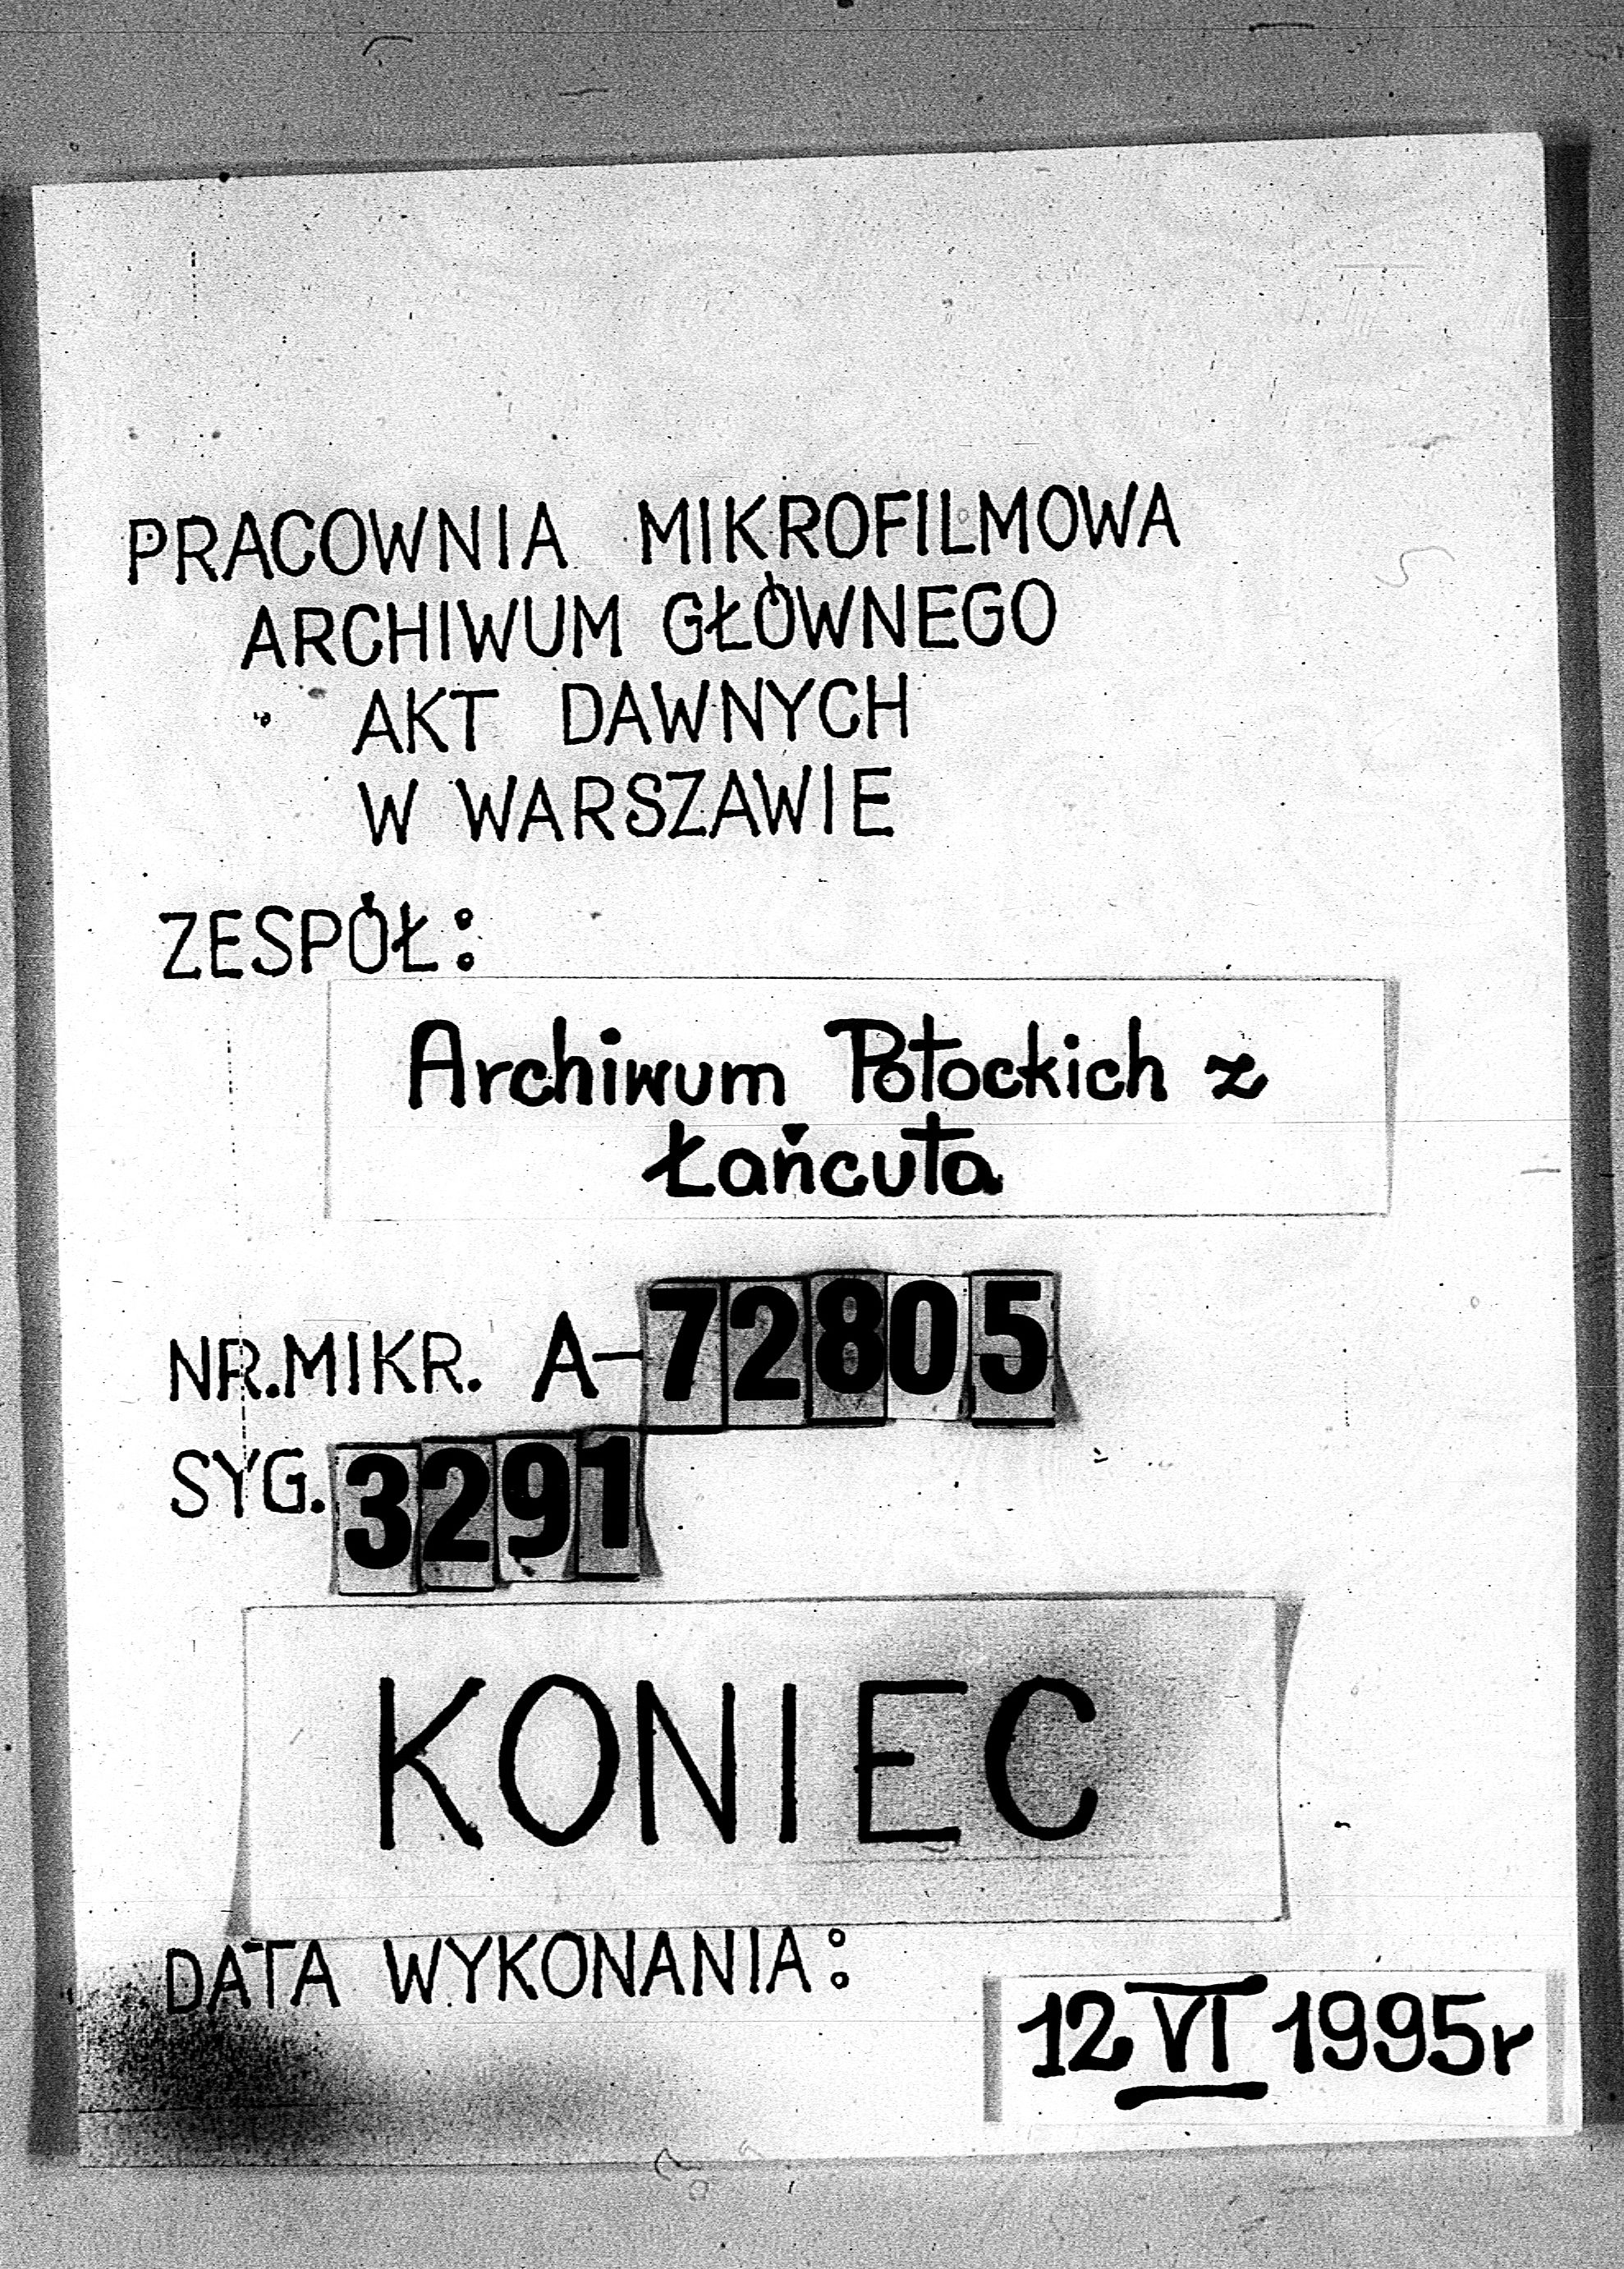 PRACOWNIA MIKROFILMOWA
ARCHIWUM GŁÓWNEGO
AKT DAWNYCH
W WARSZAWIE
ZESPÓŁ:
Archiwum Potockich z
Łańcuta
NR.MIKR. A-72805
SYG. 3291
KONIEC
DATA WYKONANIA:
12 VI 1995r